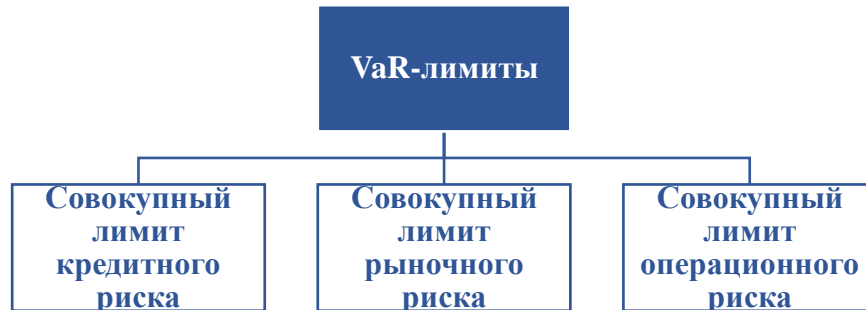 VaR-лимиты
Совокупный
лимит
кредитного
риска
Совокупный
лимит
рыночного
риска
Совокупный
лимит
операционного
риска